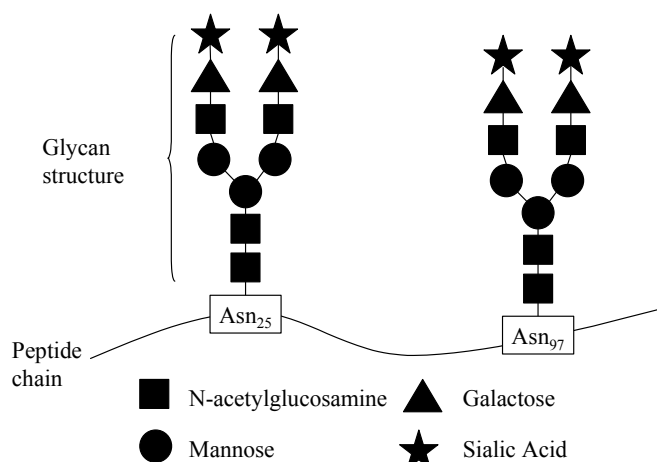 Glycan
structure
Asn25
Asn97
Peptide
chain
N-acetylglucosamine
Galactose
Mannose
Sialic Acid